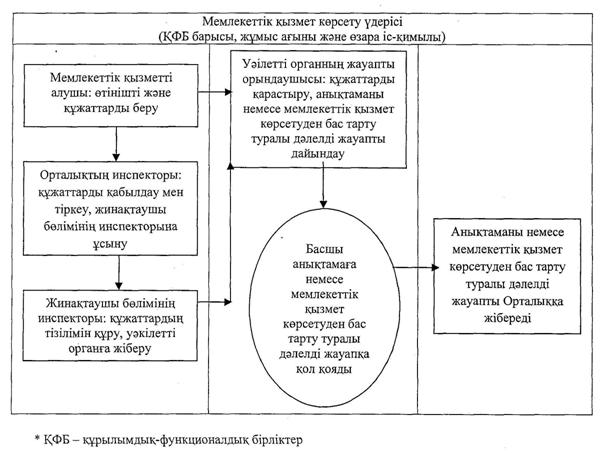 Мемлекеттік қызмет көрсету үдерісі
(ҚФБ барысы, жұмыс ағыны және өзара іс-қимылы)
Мемлекеттік қызметті
алушы: өтінішті және
құжаттарды беру
Орталықтың инспекторы:
құжаттарды қабылдау мен
тіркеу, жинақтаушы
бөлімінің инспекторына
ұсыну
Жинақтаушы бөлімінің
инспекторы: құжаттардың
тізілімін құру, уәкілетті
органға жіберу
Уәілетті органның жауапты
орындаушысы: құжаттарды
қарастыру, анықтаманы
немесе мемлекеттік қызмет
көрсетуден бас тарту
туралы дәлелді жауапты
дайындау
Басшы
анықтамаға
немесе
мемлекеттік
қызмет
көрсетуден бас
тарту туралы
дәлелді жауапқа
қол қояды
Анықтаманы немесе
мемлекеттік қызмет
көрсетуден бас тарту
туралы дәлелді
жауапты Орталыққа
жібереді
* ҚФБ – құрылымдық-функционалдық бірліктер